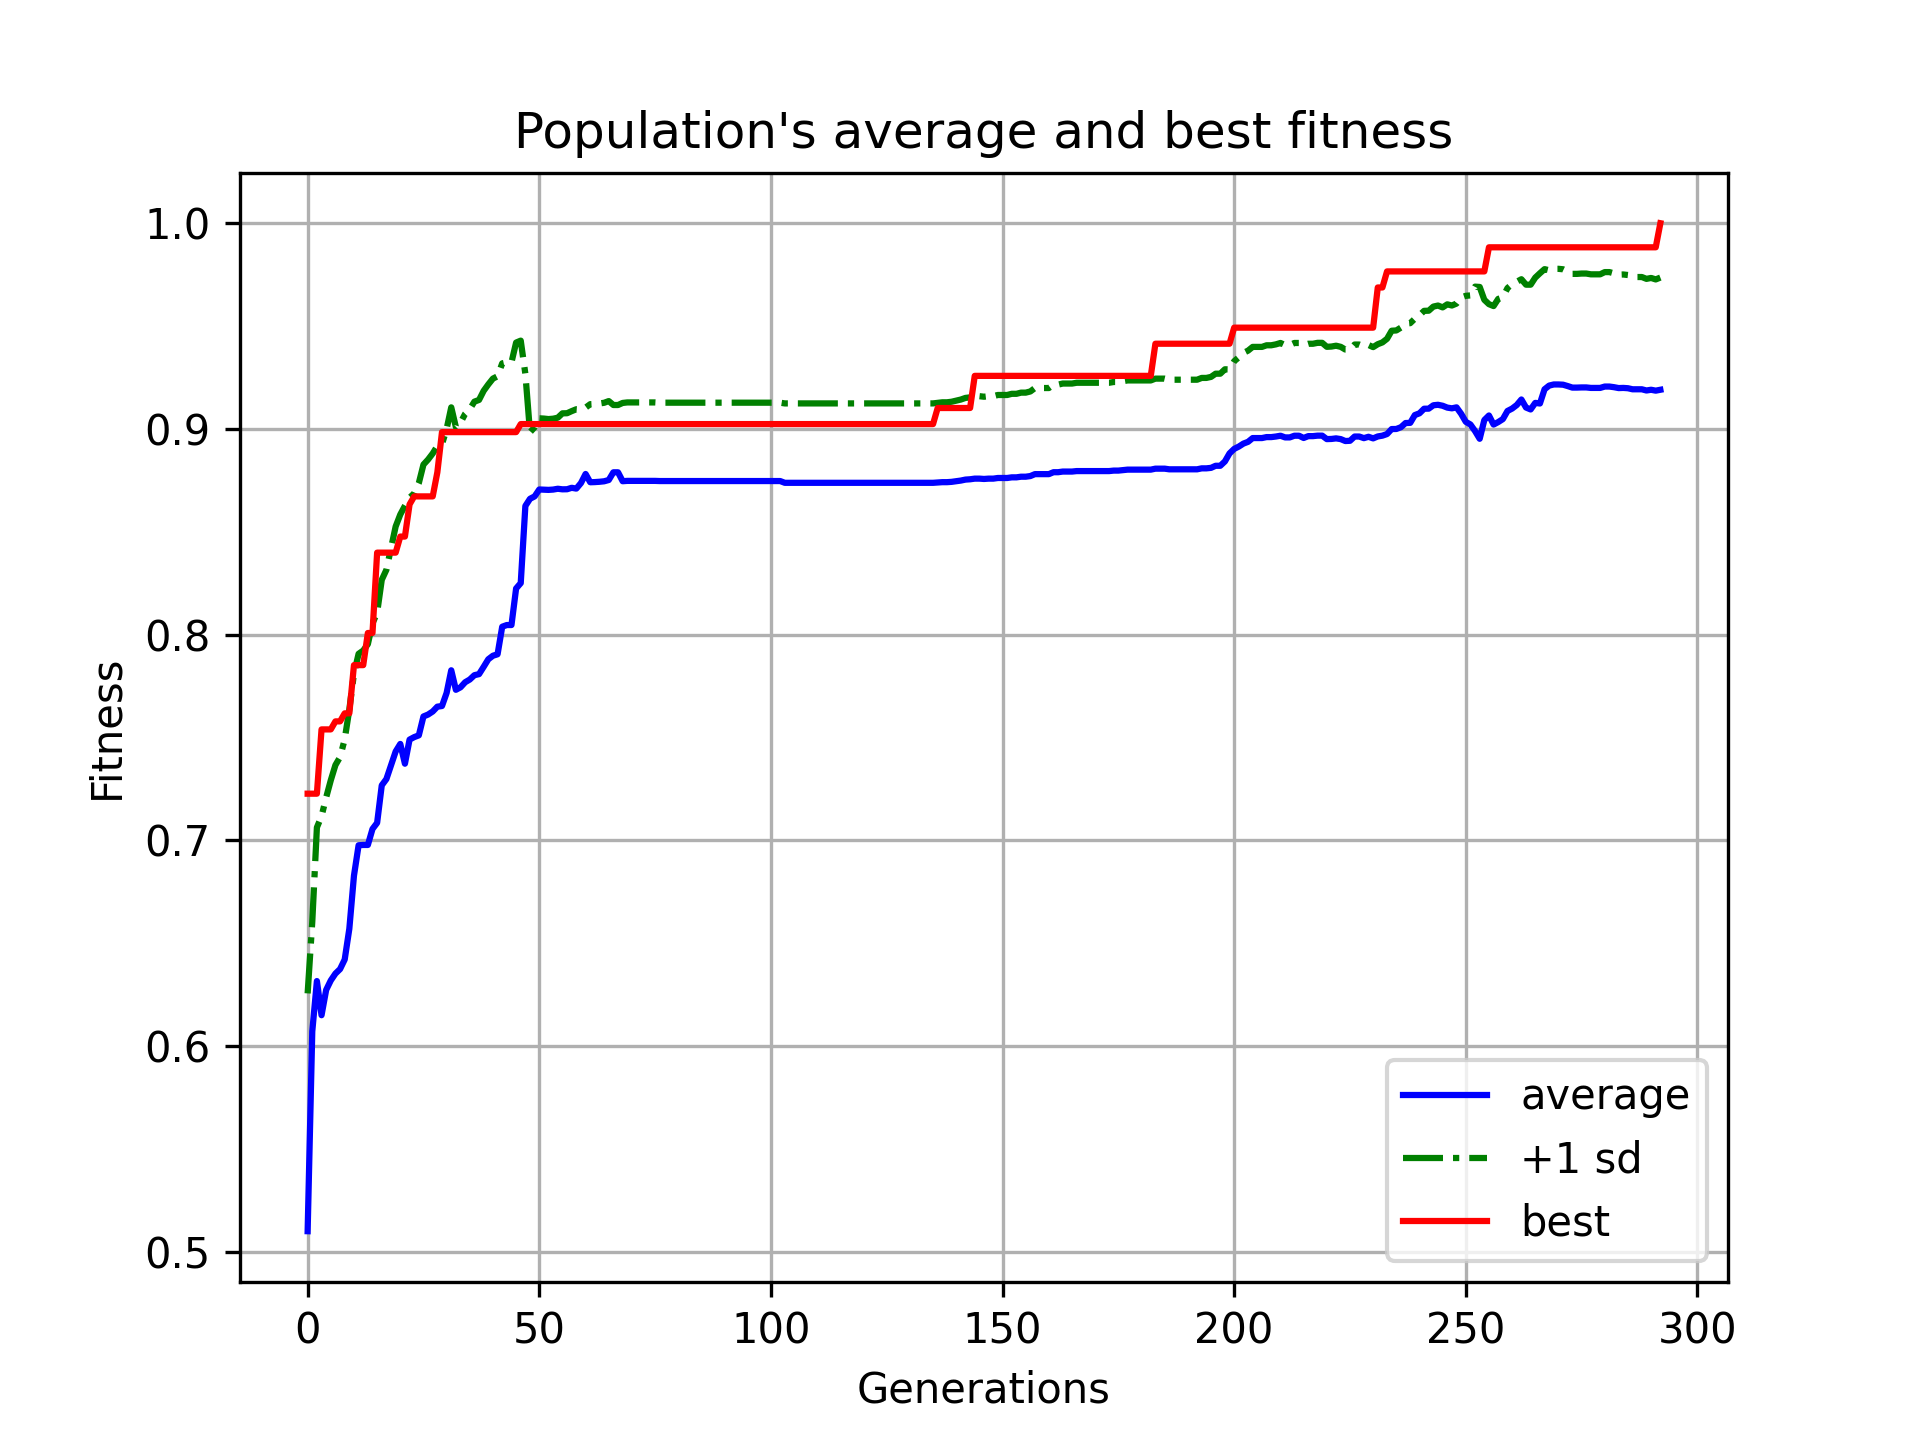 Population's average and best fitness
1.0
0.9
0.8
0.7
0.6
0.5
Fitness
average
+1 sd
best
0 50 100 150 200 250 300
Generations